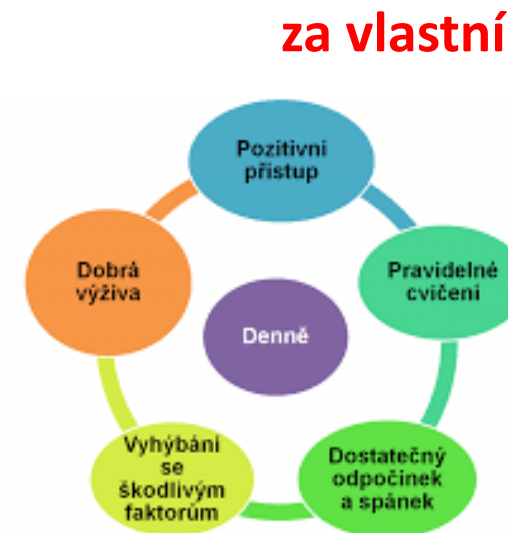 za vlastní
Pozitivní
přístup
Dobrá
výživa
Pravidelné
cvičení
Denně
Vyhýbání
se
škodlivým
faktorům
Dostatečný
odpočinek
a spánek